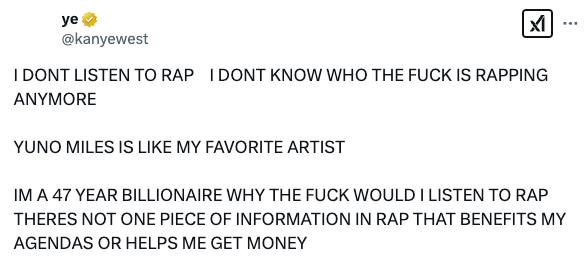 ye
@kanyewest
I DONT LISTEN TO RAP    I DONT KNOW WHO THE FUCK IS RAPPING
ANYMORE
YUNO MILES IS LIKE MY FAVORITE ARTIST
IM A 47 YEAR BILLIONAIRE WHY THE FUCK WOULD I LISTEN TO RAP
THERES NOT ONE PIECE OF INFORMATION IN RAP THAT BENEFITS MY
AGENDAS OR HELPS ME GET MONEY